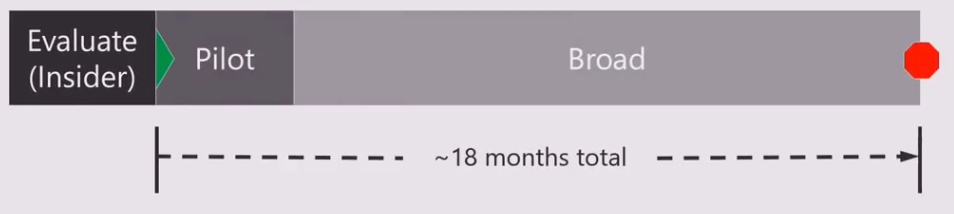 Evaluate
(Insider)
Pilot
Broad
~18 months total